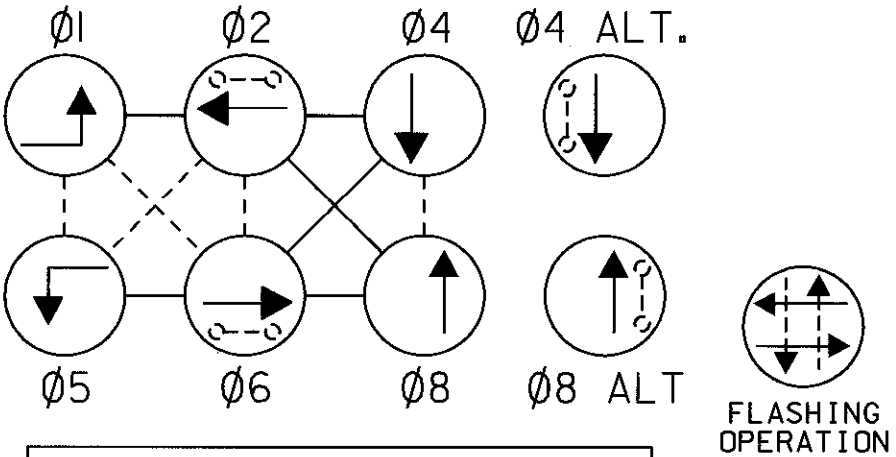 Ø1 Ø2 Ø4 Ø4 ALT.
Ø5 Ø6 Ø8 Ø8 ALT
FLASHING
OPERATION